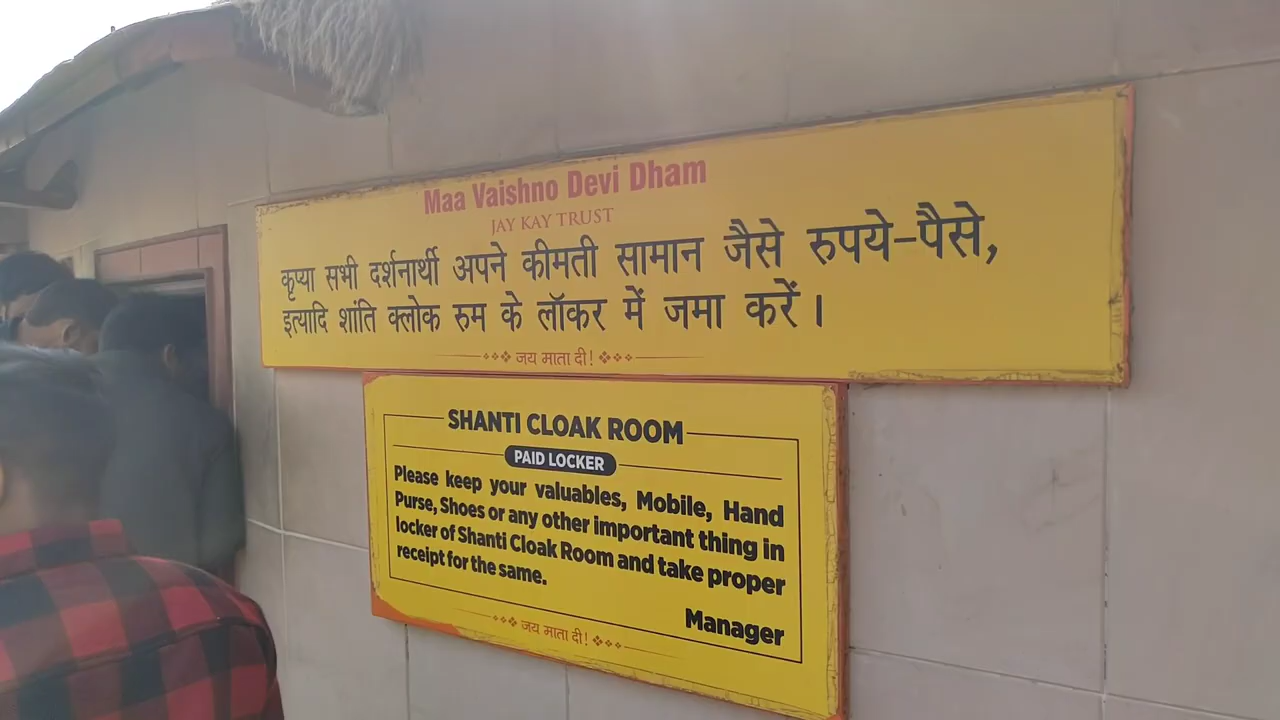 Maa Vaishno Devi Dham
JAY KAY TRUST
कृप्या सभी दर्शनार्थी अपने कीमती सामान जैसे रुपये-पैसे,
इत्यादि शांति क्लोक रुम के लॉकर में जमा करें।
जय माता दी!
SHANTI CLOAK ROOM
PAID LOCKER
Please keep your valuables, Mobile, Hand
Purse, Shoes or any other important thing in
locker of Shanti Cloak Room and take proper
receipt for the same.
Manager
जय माता दी!